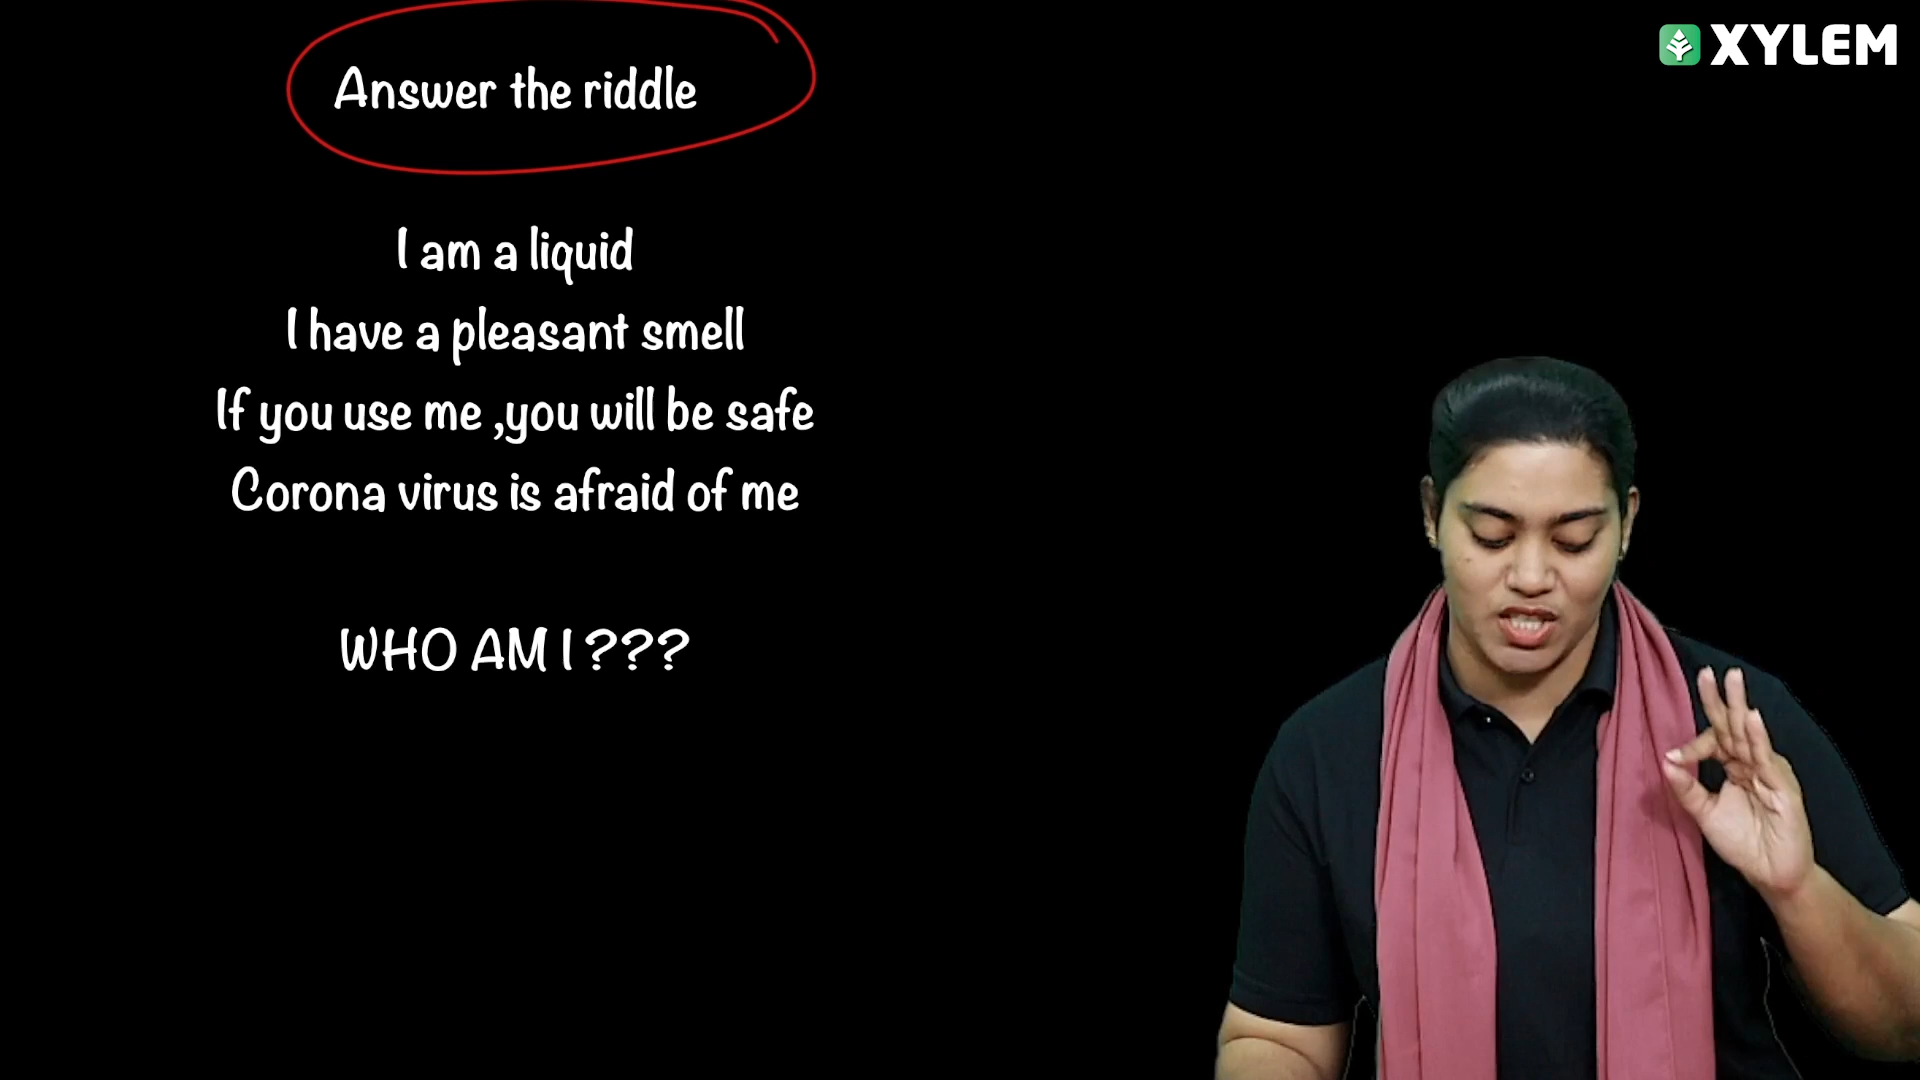 XYLEM
Answer the riddle
I am a liquid
I have a pleasant smell
If you use me ,you will be safe
Corona virus is afraid of me
WHO AM I ???